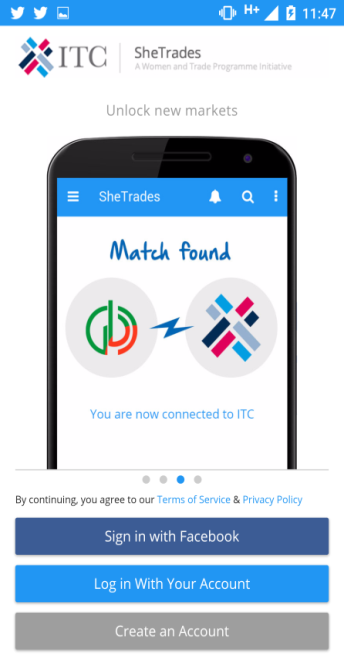 H+ 11:47
ITC SheTrades
A Women and Trade Programme Initiative
Unlock new markets
SheTrades
Match found
You are now connected to ITC
By continuing, you agree to our Terms of Service & Privacy Policy
Sign in with Facebook
Log in With Your Account
Create an Account